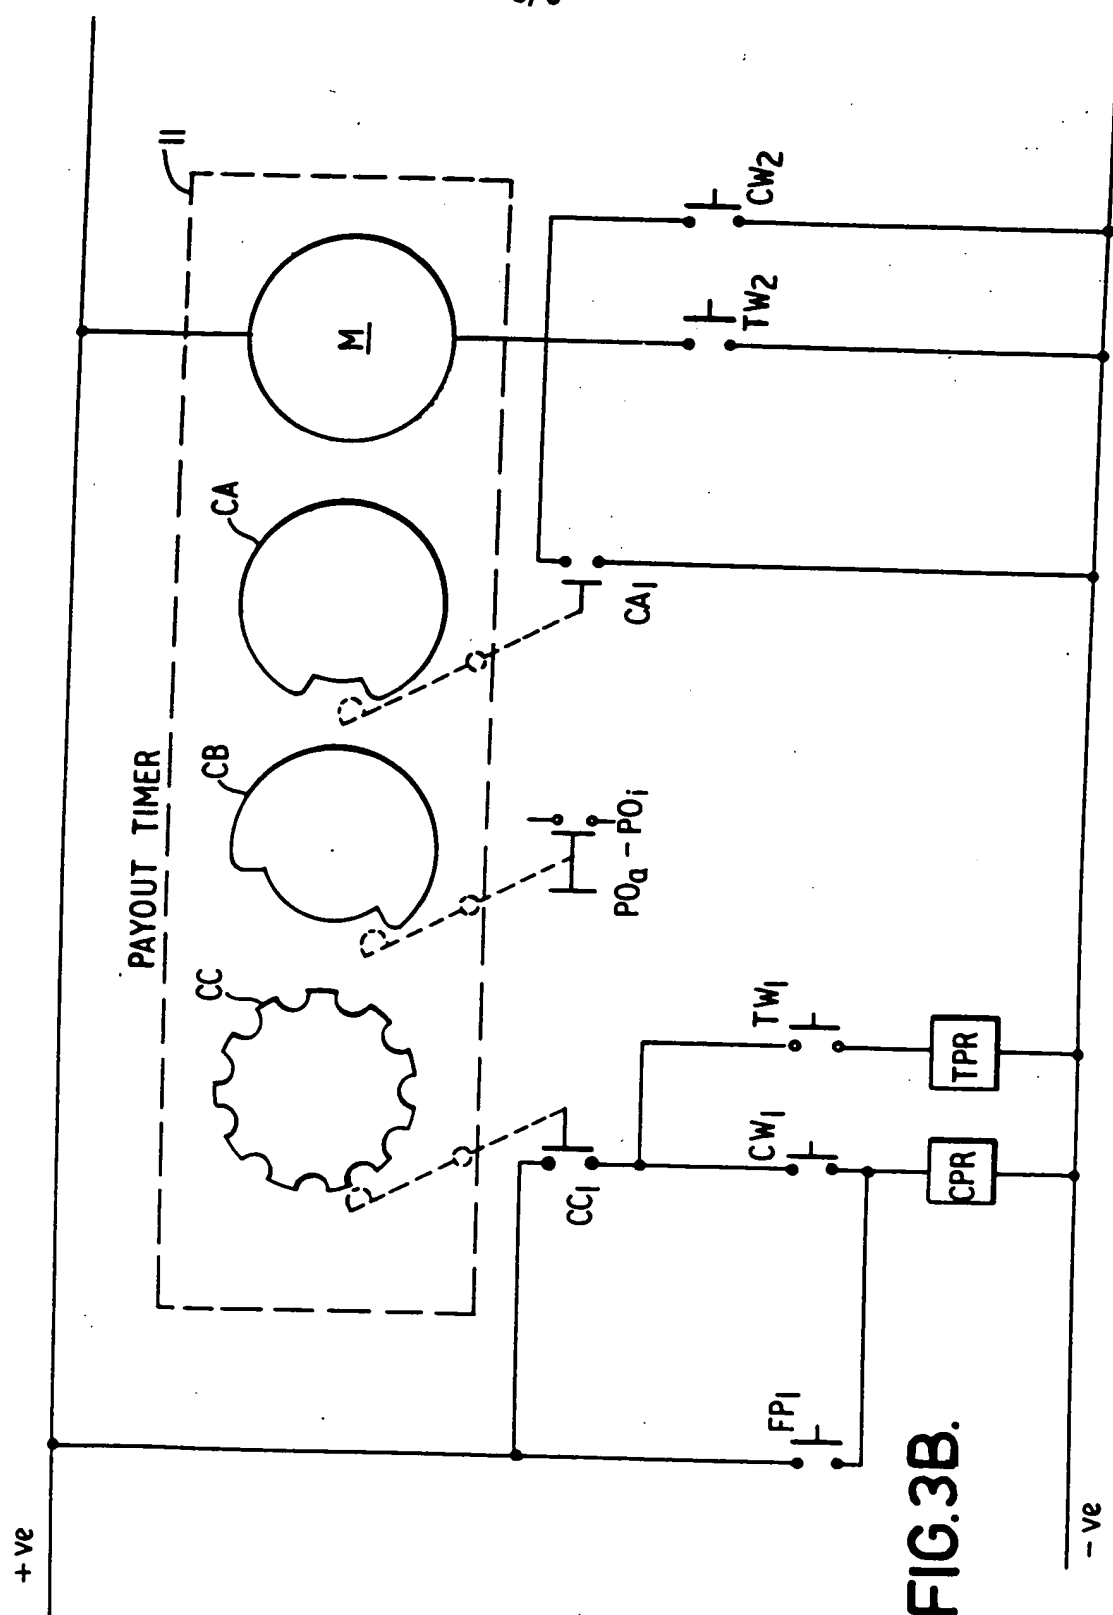 +ve
PAYOUT TIMER
11
CC
CB
CA
M
CC1
POa - POi
CA1
FP1
CW1
TW1
TW2
CW2
CPR
TPR
- ve
FIG.3B.